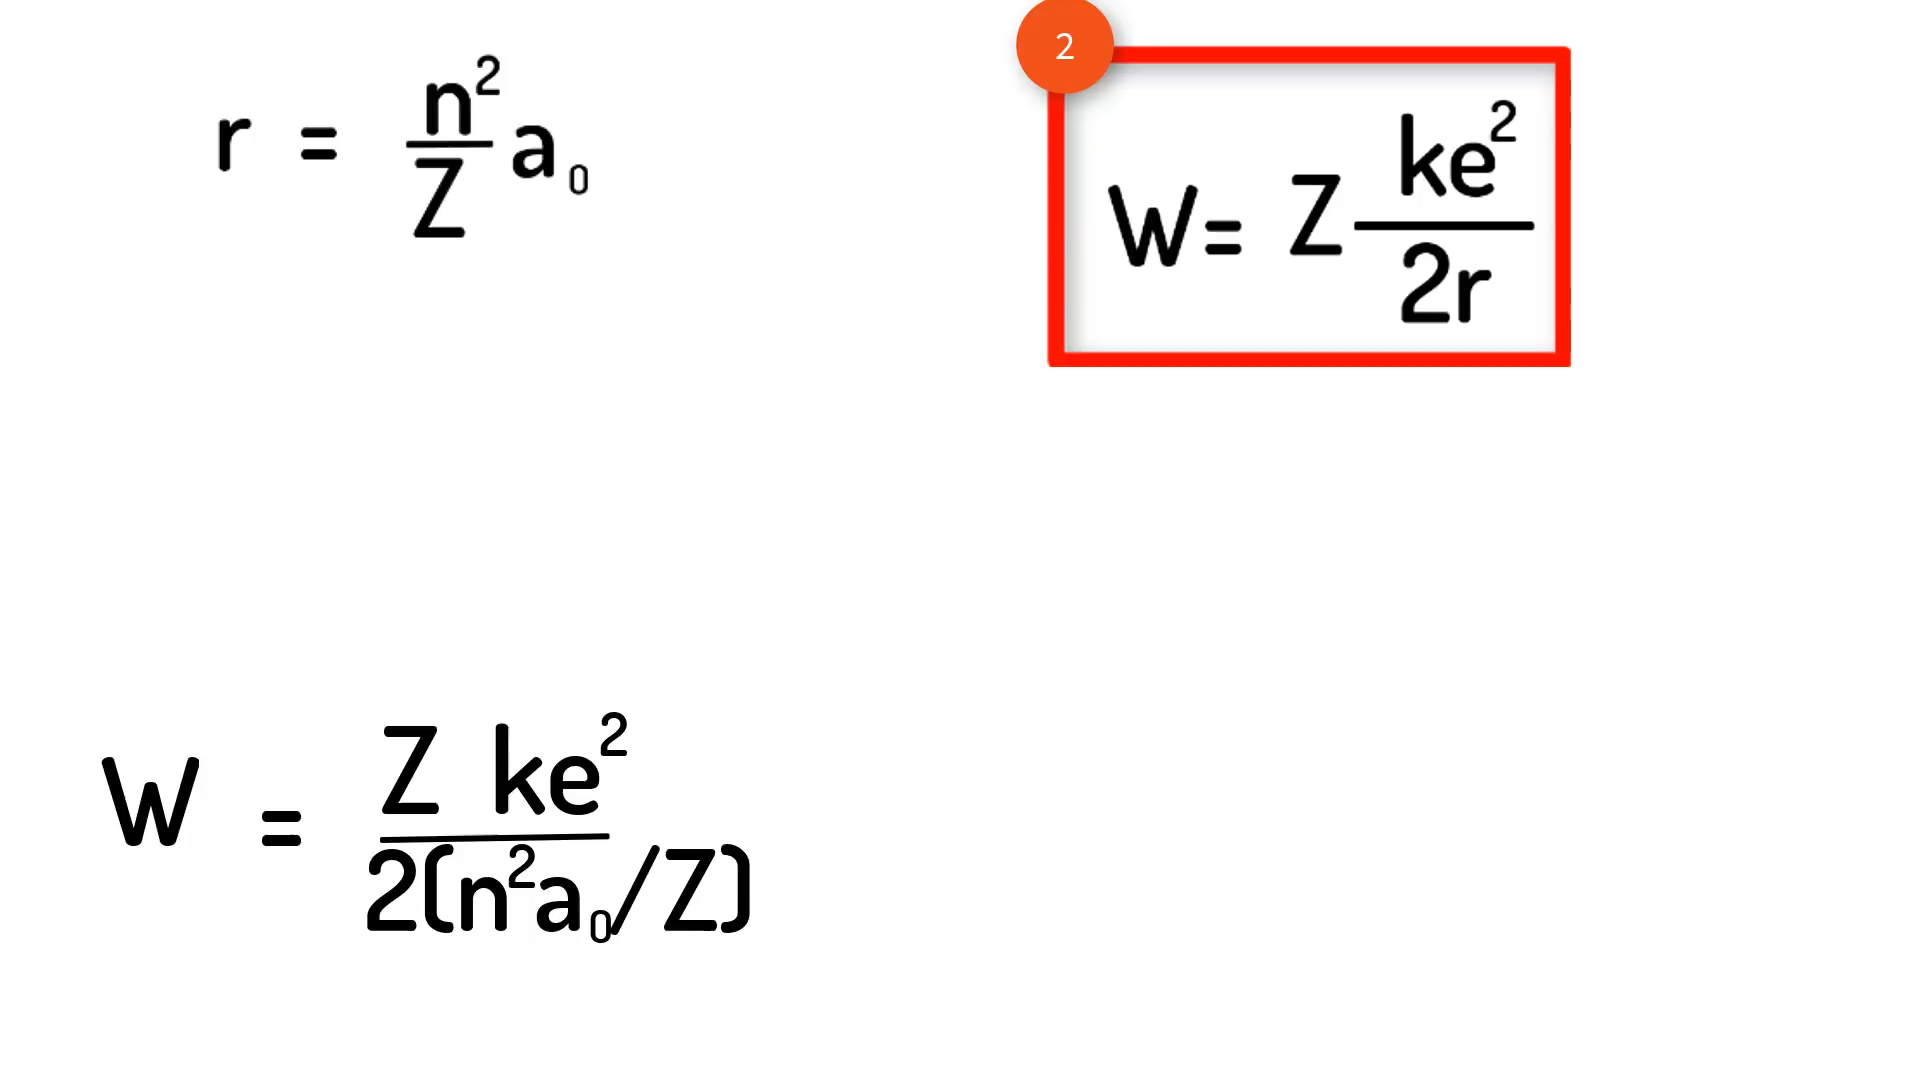 r = n²/Z a₀
2
W= Z ke²/2r
W = Z ke²/2(n²a₀/Z)